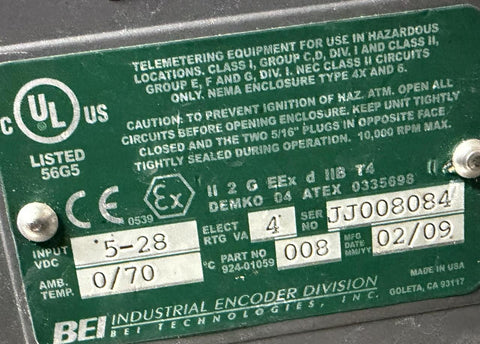 TELEMETERING EQUIPMENT FOR USE IN HAZARDOUS
LOCATIONS. CLASS I, GROUP C,D, DIV. I AND CLASS II,
GROUP E, F AND G, DIV. I. NEC CLASS II CIRCUITS
ONLY. NEMA ENCLOSURE TYPE 4X AND 6.
C UL US
LISTED
56G5
CAUTION: TO PREVENT IGNITION OF HAZ. ATM. OPEN ALL
CIRCUITS BEFORE OPENING ENCLOSURE. KEEP UNIT TIGHTLY
CLOSED AND THE TWO 5/16" PLUGS IN OPPOSITE FACE
TIGHTLY SEALED DURING OPERATION. 10,000 RPM MAX.
CE 0539 Ex II 2 G EEx d IIB T4
DEMKO 04 ATEX 0335698
INPUT VDC 5-28 ELECT RTG VA 4 SER NO JJ008084
AMB. TEMP. 0/70 °C PART NO 924-01059 008 MFG DATE MM/YY 02/09
BEI INDUSTRIAL ENCODER DIVISION
BEI TECHNOLOGIES, INC.
MADE IN USA
GOLETA, CA 93117